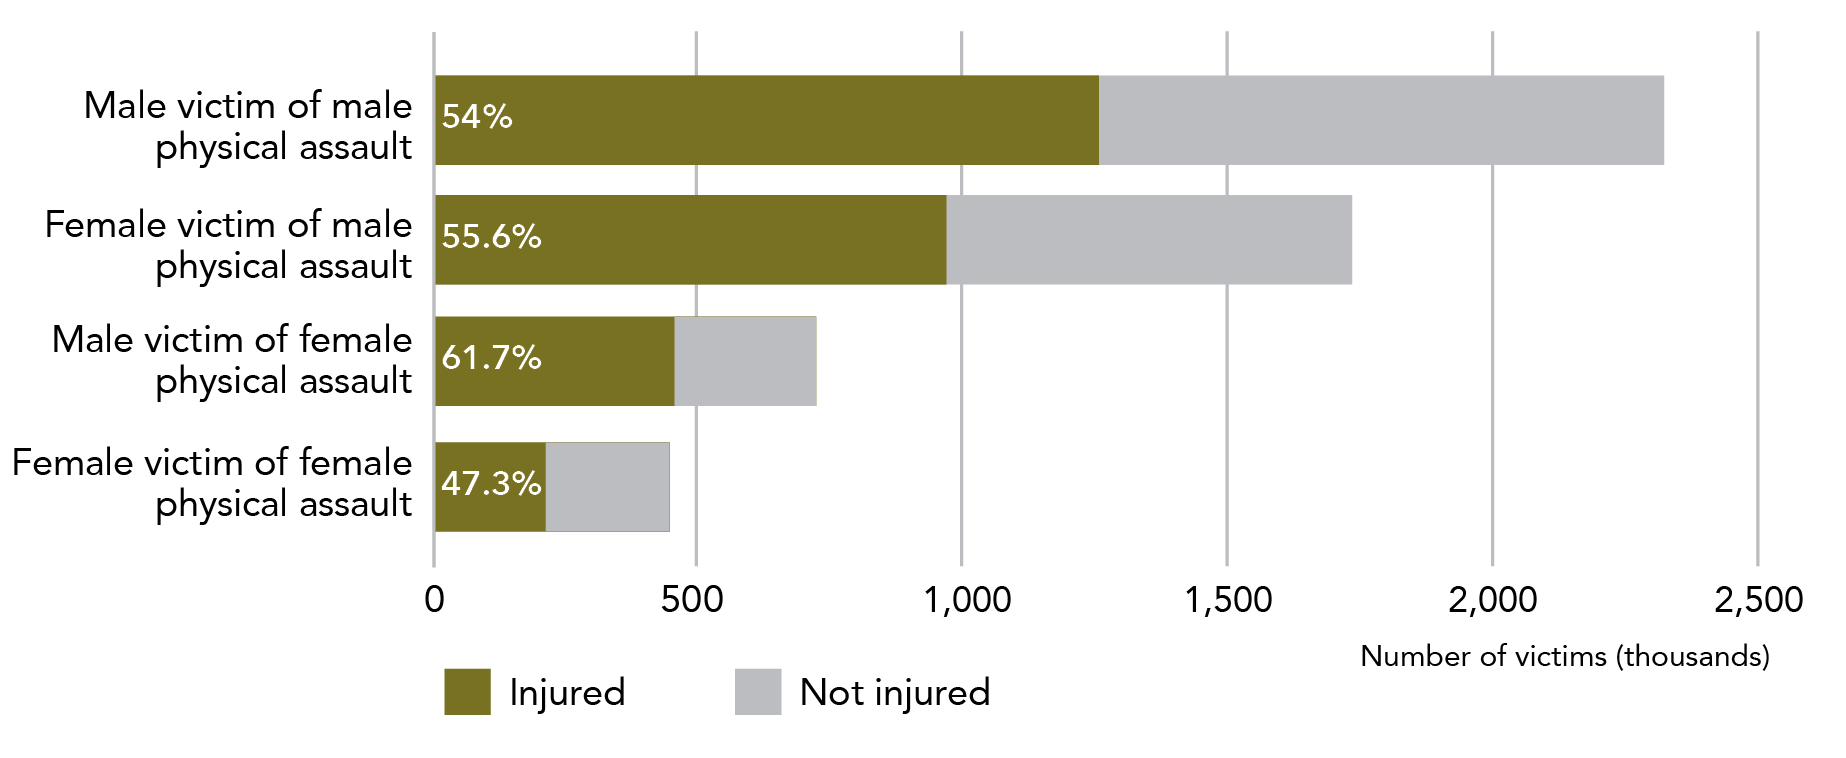 Male victim of male
physical assault
54%
Female victim of male
physical assault
55.6%
Male victim of female
physical assault
61.7%
Female victim of female
physical assault
47.3%
0 500 1,000 1,500 2,000 2,500
Number of victims (thousands)
Injured Not injured